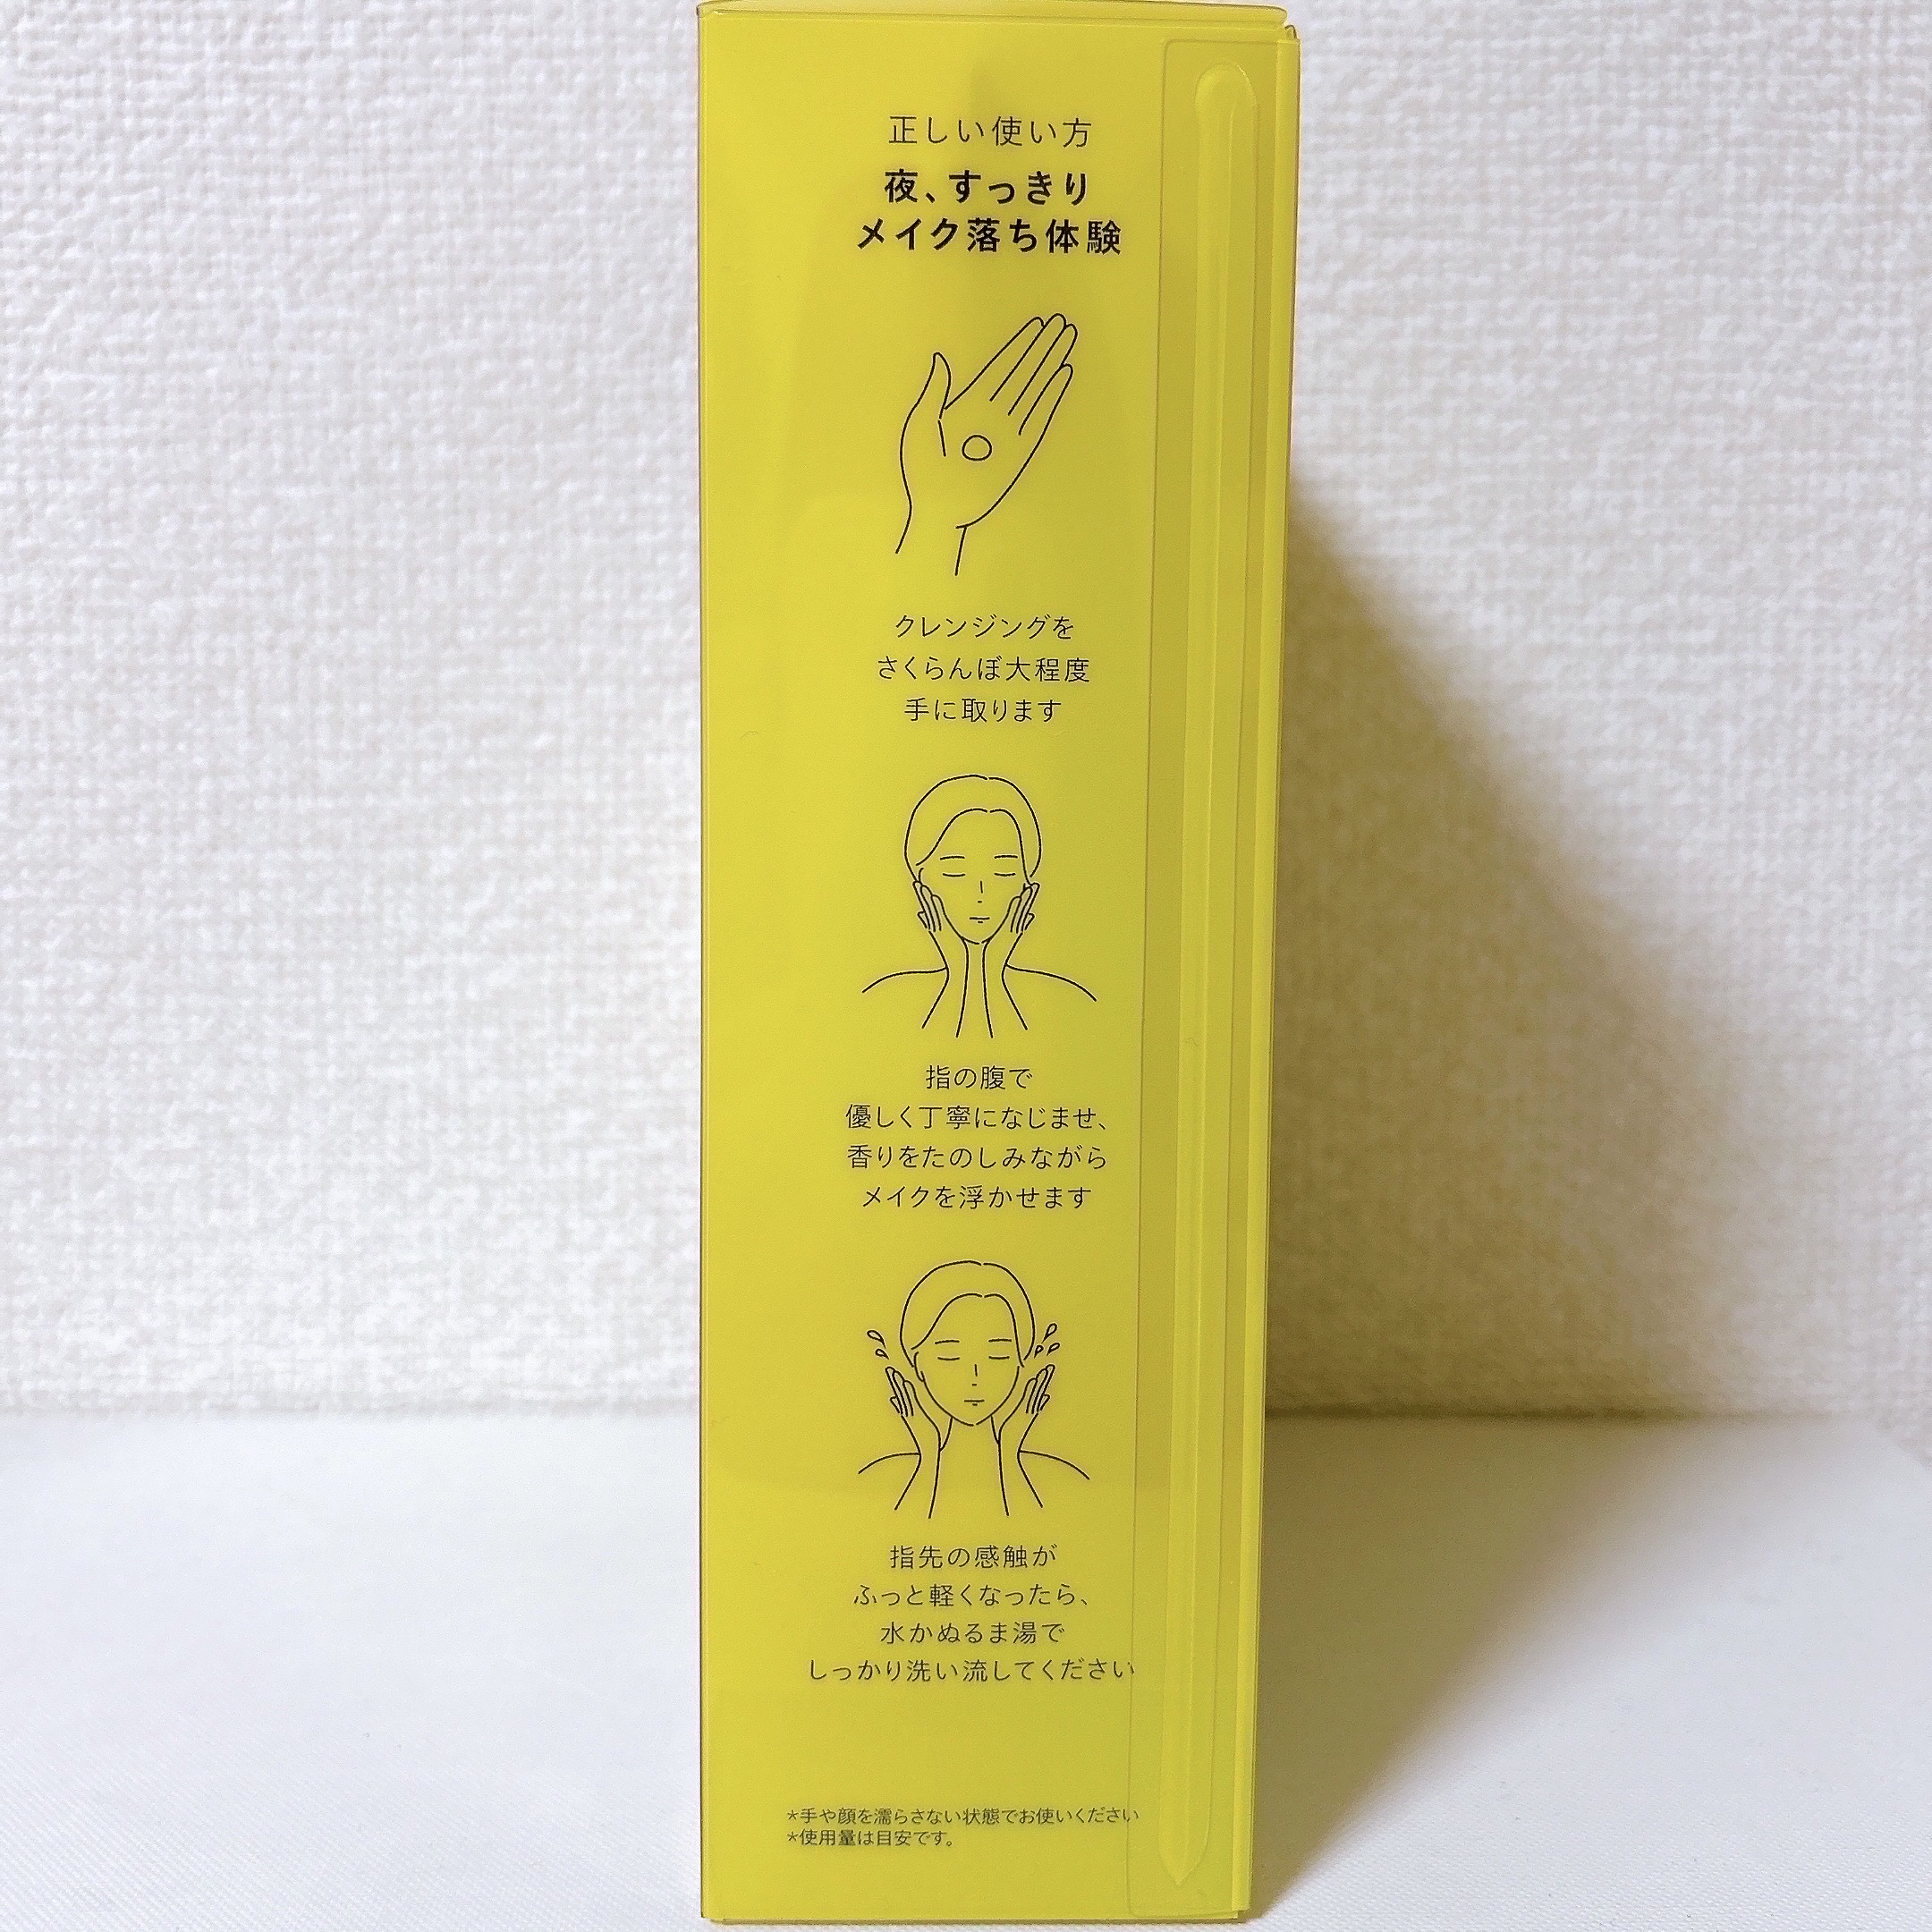 正しい使い方
夜、すっきり
メイク落ち体験
クレンジングを
さくらんぼ大程度
手に取ります
指の腹で
優しく丁寧になじませ、
香りをたのしみながら
メイクを浮かせます
指先の感触が
ふっと軽くなったら、
水かぬるま湯で
しっかり洗い流してください
*手や顔を濡らさない状態でお使いください
*使用量は目安です。